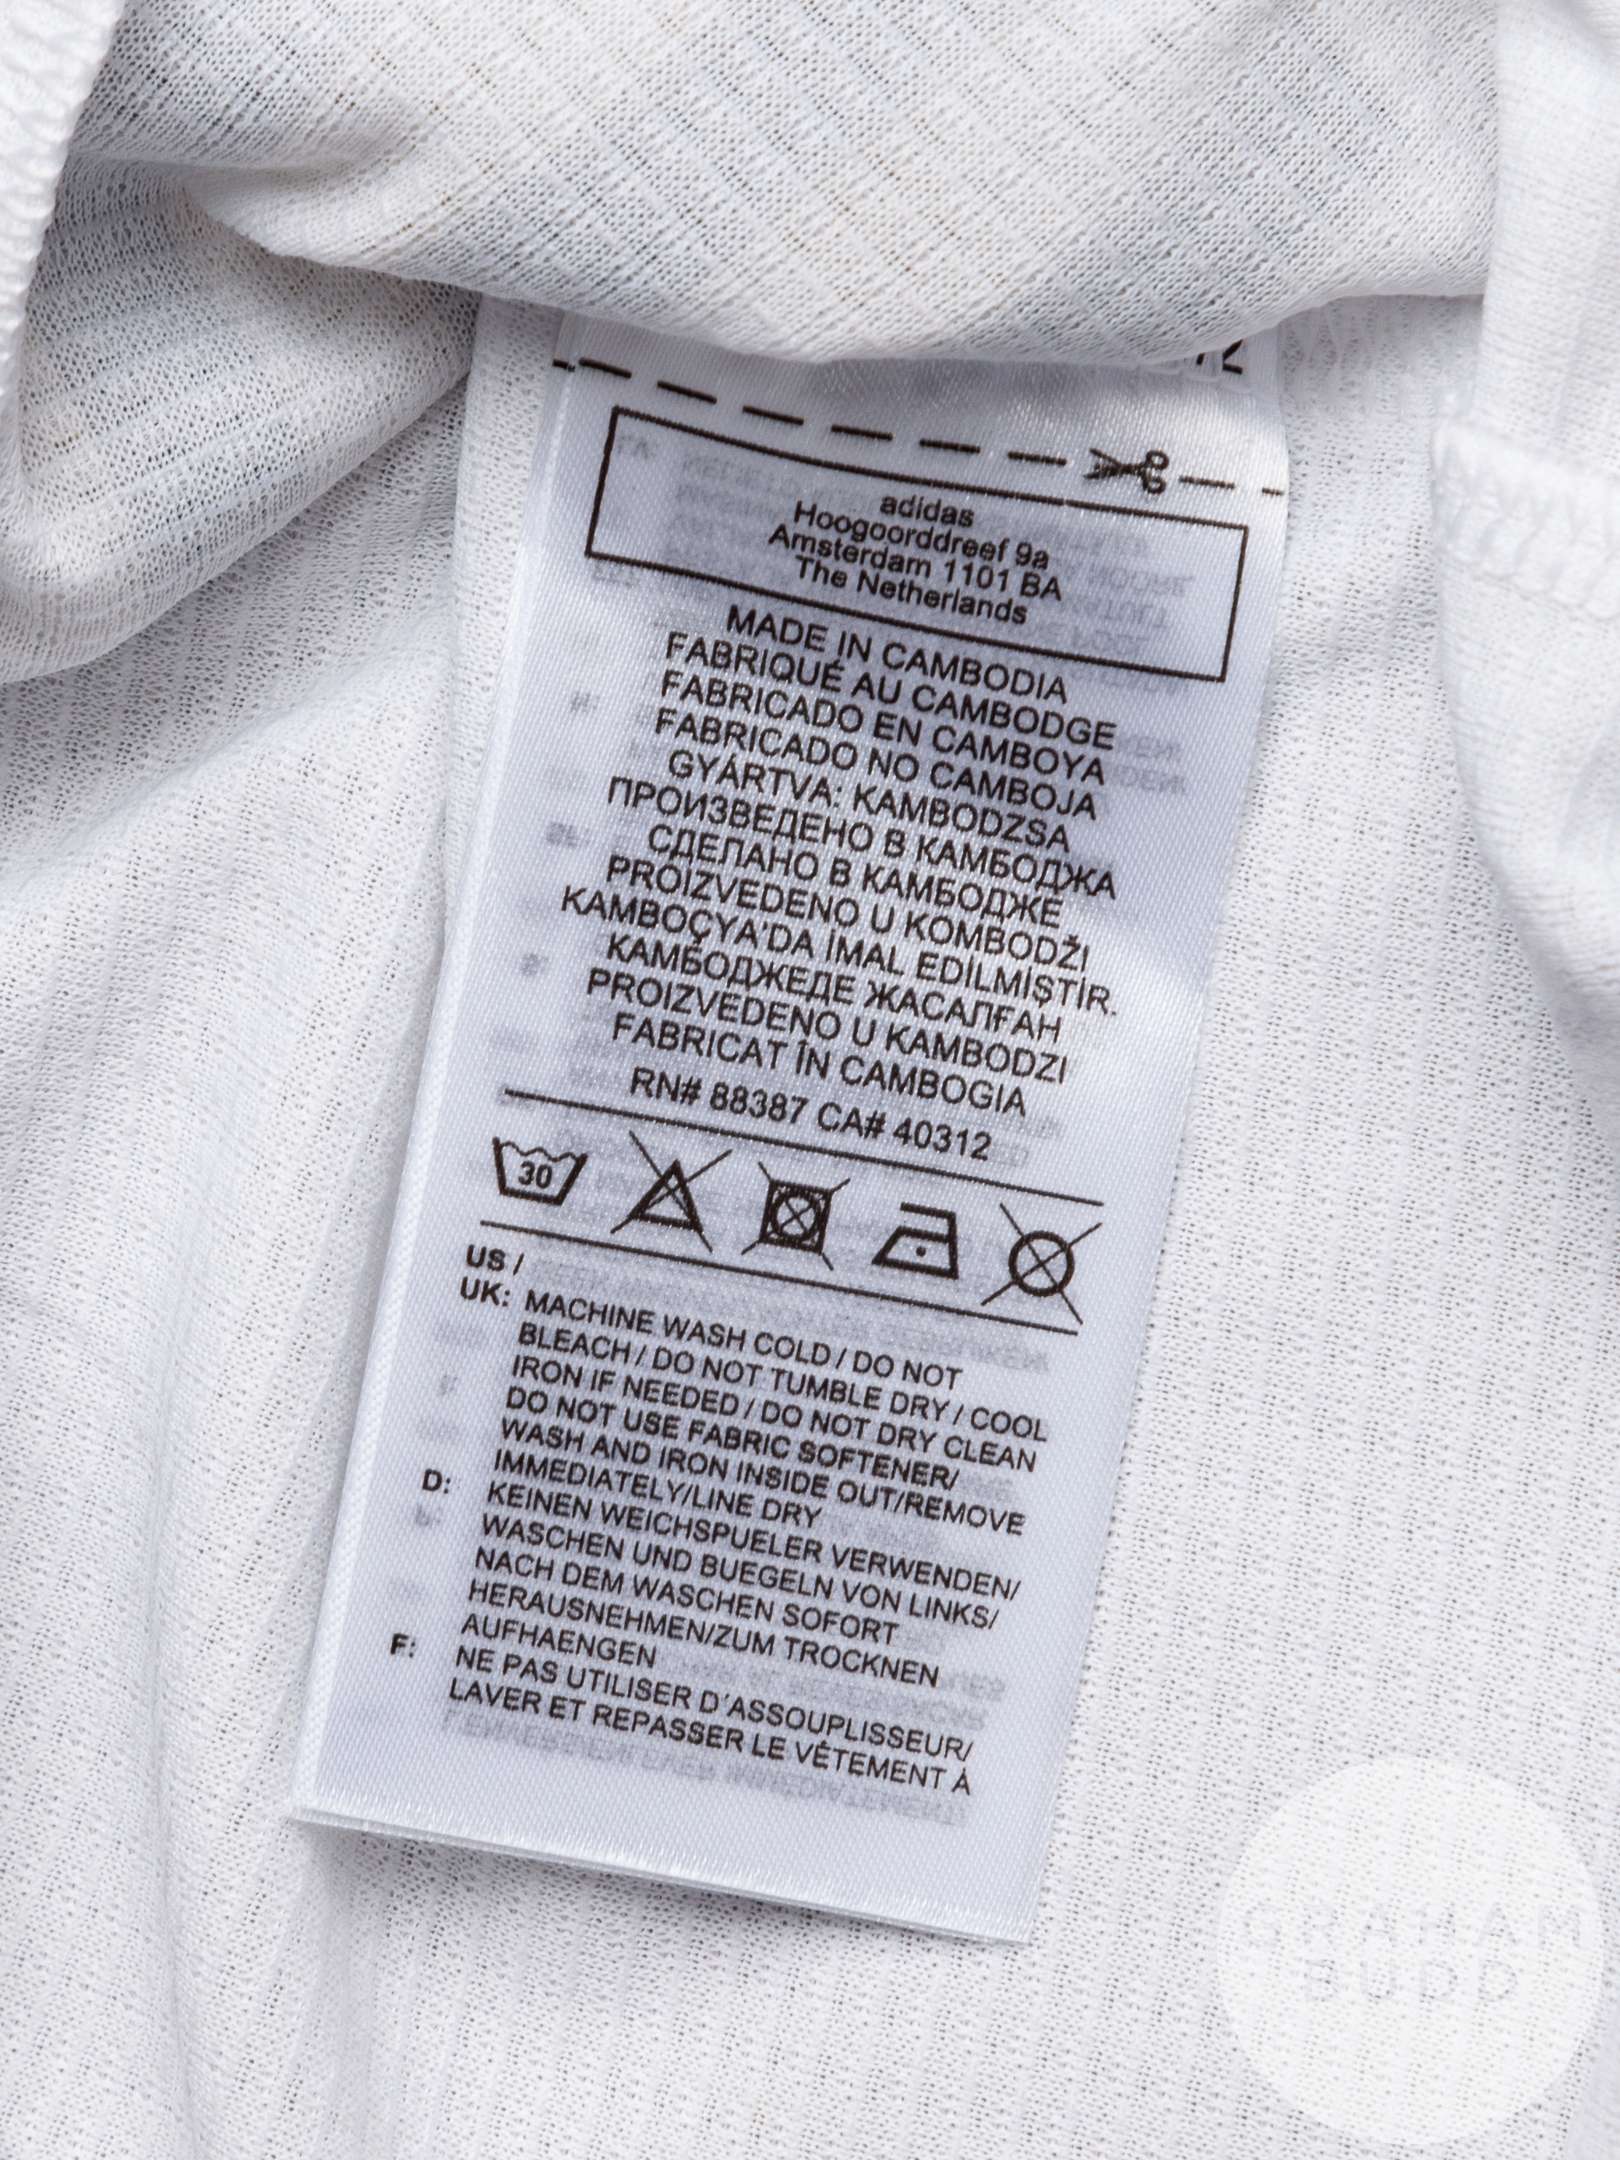 adidas
Hoogoorddreef 9a
Amsterdam 1101 BA
The Netherlands
MADE IN CAMBODIA
FABRIQUÉ AU CAMBODGE
FABRICADO EN CAMBOYA
FABRICADO NO CAMBOJA
GYÁRTVA: KAMBODZSA
ПРОИЗВЕДЕНО В КАМБОДЖА
СДЕЛАНО В КАМБОДЖЕ
PROIZVEDENO U KOMBODŽI
KAMBOÇYA'DA İMAL EDİLMİŞTİR.
КАМБОДЖЕДЕ ЖАСАЛҒАН
PROIZVEDENO U KAMBODZI
FABRICAT ÎN CAMBOGIA
RN# 88387 CA# 40312
30
US /
UK: MACHINE WASH COLD / DO NOT
BLEACH / DO NOT TUMBLE DRY / COOL
IRON IF NEEDED / DO NOT DRY CLEAN
DO NOT USE FABRIC SOFTENER/
WASH AND IRON INSIDE OUT/REMOVE
IMMEDIATELY/LINE DRY
D: KEINEN WEICHSPUELER VERWENDEN/
WASCHEN UND BUEGELN VON LINKS/
NACH DEM WASCHEN SOFORT
HERAUSNEHMEN/ZUM TROCKNEN
AUFHAENGEN
F: NE PAS UTILISER D'ASSOUPLISSEUR/
LAVER ET REPASSER LE VÊTEMENT À
GRAHAM
BUDD